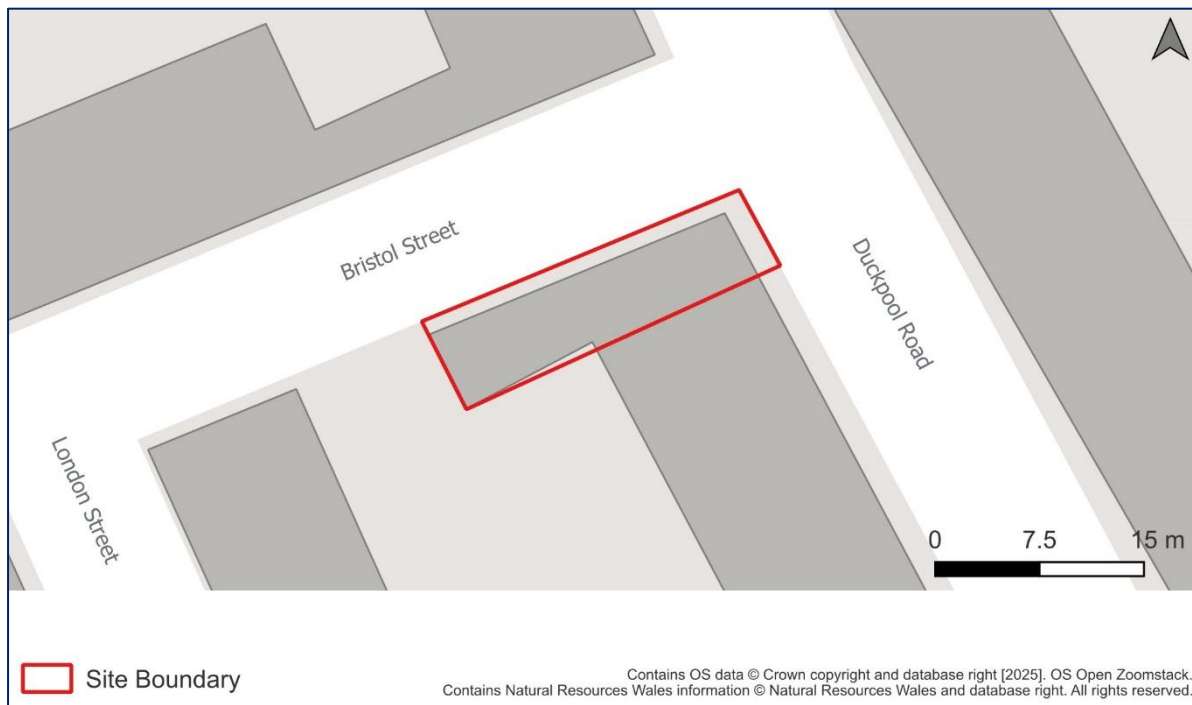 Bristol Street
Duckpool Road
London Street
0 7.5 15 m
Site Boundary
Contains OS data © Crown copyright and database right [2025]. OS Open Zoomstack.
Contains Natural Resources Wales information © Natural Resources Wales and database right. All rights reserved.